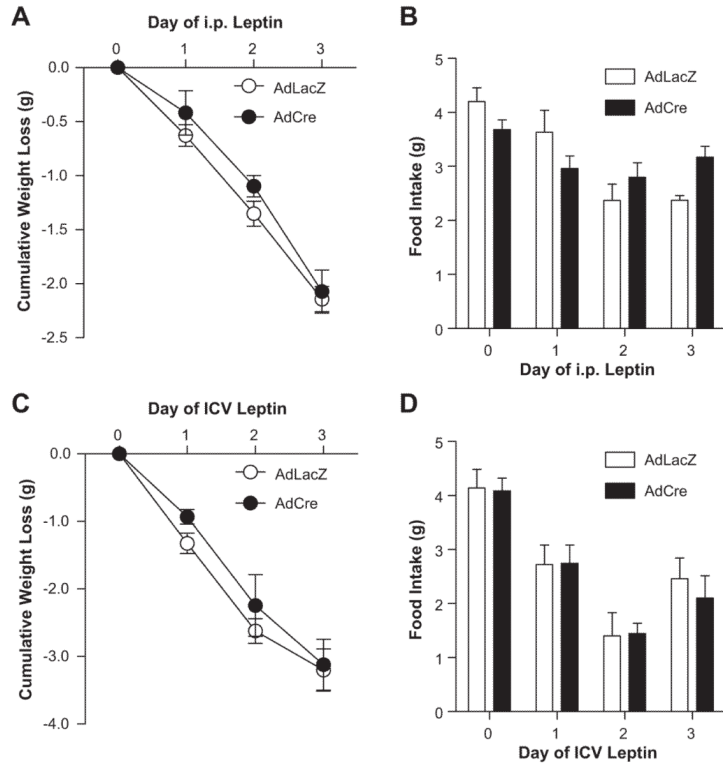 A
Day of i.p. Leptin
0 1 2 3
0.0
-0.5
-1.0
-1.5
-2.0
-2.5
Cumulative Weight Loss (g)
AdLacZ
AdCre
B
5
4
3
2
1
0
Food Intake (g)
AdLacZ
AdCre
0 1 2 3
Day of i.p. Leptin
C
Day of ICV Leptin
0 1 2 3
0.0
-1.0
-2.0
-3.0
-4.0
Cumulative Weight Loss (g)
AdLacZ
AdCre
D
5
4
3
2
1
0
Food Intake (g)
AdLacZ
AdCre
0 1 2 3
Day of ICV Leptin